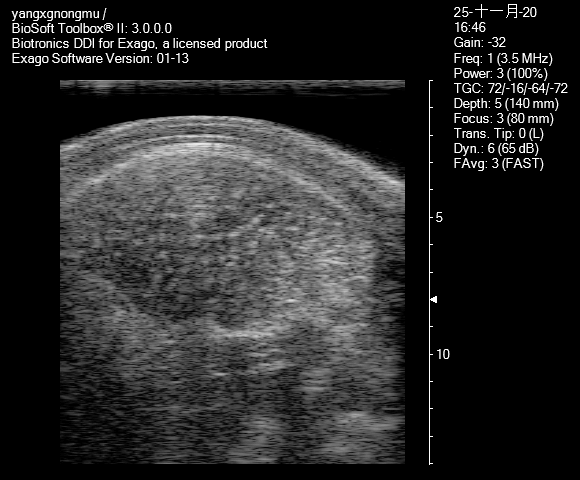 yangxgnongmu /
BioSoft Toolbox® II: 3.0.0.0
Biotronics DDI for Exago, a licensed product
Exago Software Version: 01-13
25-十一月-20
16:46
Gain: -32
Freq: 1 (3.5 MHz)
Power: 3 (100%)
TGC: 72/-16/-64/-72
Depth: 5 (140 mm)
Focus: 3 (80 mm)
Trans. Tip: 0 (L)
Dyn.: 6 (65 dB)
FAvg: 3 (FAST)
5
10